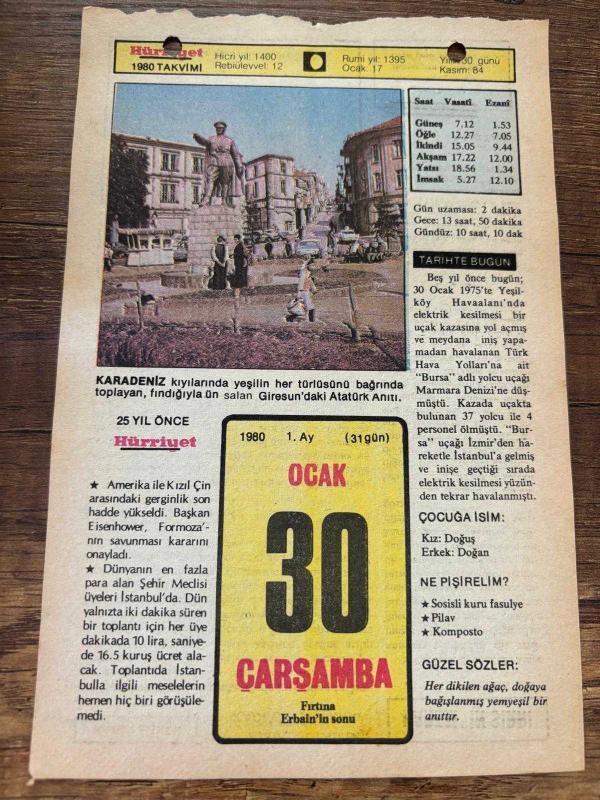 Hürriyet
1980 TAKVİMİ
Hicri yıl: 1400
Rebiülevvel: 12
Rumi yıl: 1395
Ocak: 17
30 günü
Kasım: 84
Saat Vasatî Ezanî
Güneş 7.12 1.53
Öğle 12.27 7.05
İkindi 15.05 9.44
Akşam 17.22 12.00
Yatsı 18.56 1.34
İmsak 5.27 12.10
Gün uzaması: 2 dakika
Gece: 13 saat, 50 dakika
Gündüz: 10 saat, 10 dak
KARADENİZ kıyılarında yeşilin her türlüsünü bağrında
toplayan, fındığıyla ün salan Giresun'daki Atatürk Anıtı.
TARİHTE BUGÜN
Beş yıl önce bugün;
30 Ocak 1975'te Yeşil-
köy Havaalanı'nda
elektrik kesilmesi bir
uçak kazasına yol açmış
ve meydana iniş yapa-
madan havalanan Türk
Hava Yolları'na ait
"Bursa" adlı yolcu uçağı
Marmara Denizi'ne düş-
müştü. Kazada uçakta
bulunan 37 yolcu ile 4
personel ölmüştü. "Bur-
sa" uçağı İzmir'den ha-
reketle İstanbul'a gelmiş
ve inişe geçtiği sırada
elektrik kesilmesi yüzün-
den tekrar havalanmıştı.
ÇOCUĞA İSİM:
Kız: Doğuş
Erkek: Doğan
NE PİŞİRELİM?
★ Sosisli kuru fasulye
★ Pilav
★ Komposto
GÜZEL SÖZLER:
Her dikilen ağaç, doğaya
bağışlanmış yemyeşil bir
anıttır.
25 YIL ÖNCE
Hürriyet
★ Amerika ile Kızıl Çin
arasındaki gerginlik son
hadde yükseldi. Başkan
Eisenhower, Formoza'-
nın savunması kararını
onayladı.
★ Dünyanın en fazla
para alan Şehir Meclisi
üyeleri İstanbul'da. Dün
yalnızta iki dakika süren
bir toplantı için her üye
dakikada 10 lira, saniye-
de 16.5 kuruş ücret ala-
cak. Toplantıda İstan-
bulla ilgili meselelerin
hemen hiç biri görüşüle-
medi.
1980 1. Ay (31 gün)
OCAK
30
ÇARŞAMBA
Fırtına
Erbaîn'in sonu